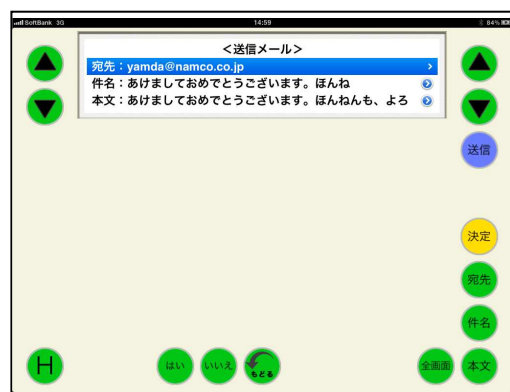 SoftBank 3G 14:59 84%
<送信メール>
宛先：yamda@namco.co.jp
件名：あけましておめでとうございます。ほんね
本文：あけましておめでとうございます。ほんねんも、よろ
送信
決定
宛先
件名
H はい いいえ もどる 全画面 本文